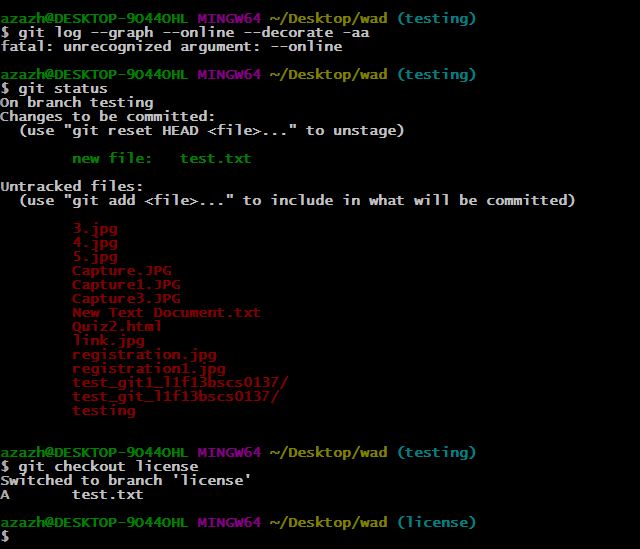 azazh@DESKTOP-9O44OHL MINGW64 ~/Desktop/wad (testing)
$ git log --graph --online --decorate -aa
fatal: unrecognized argument: --online
azazh@DESKTOP-9O44OHL MINGW64 ~/Desktop/wad (testing)
$ git status
On branch testing
Changes to be committed:
  (use "git reset HEAD <file>..." to unstage)
        new file:   test.txt
Untracked files:
  (use "git add <file>..." to include in what will be committed)
        3.jpg
        4.jpg
        5.jpg
        Capture.JPG
        Capture1.JPG
        Capture3.JPG
        New Text Document.txt
        Quiz2.html
        link.jpg
        registration.jpg
        registration1.jpg
        test_git1_l1f13bscs0137/
        test_git_l1f13bscs0137/
        testing
azazh@DESKTOP-9O44OHL MINGW64 ~/Desktop/wad (testing)
$ git checkout license
Switched to branch 'license'
A       test.txt
azazh@DESKTOP-9O44OHL MINGW64 ~/Desktop/wad (license)
$